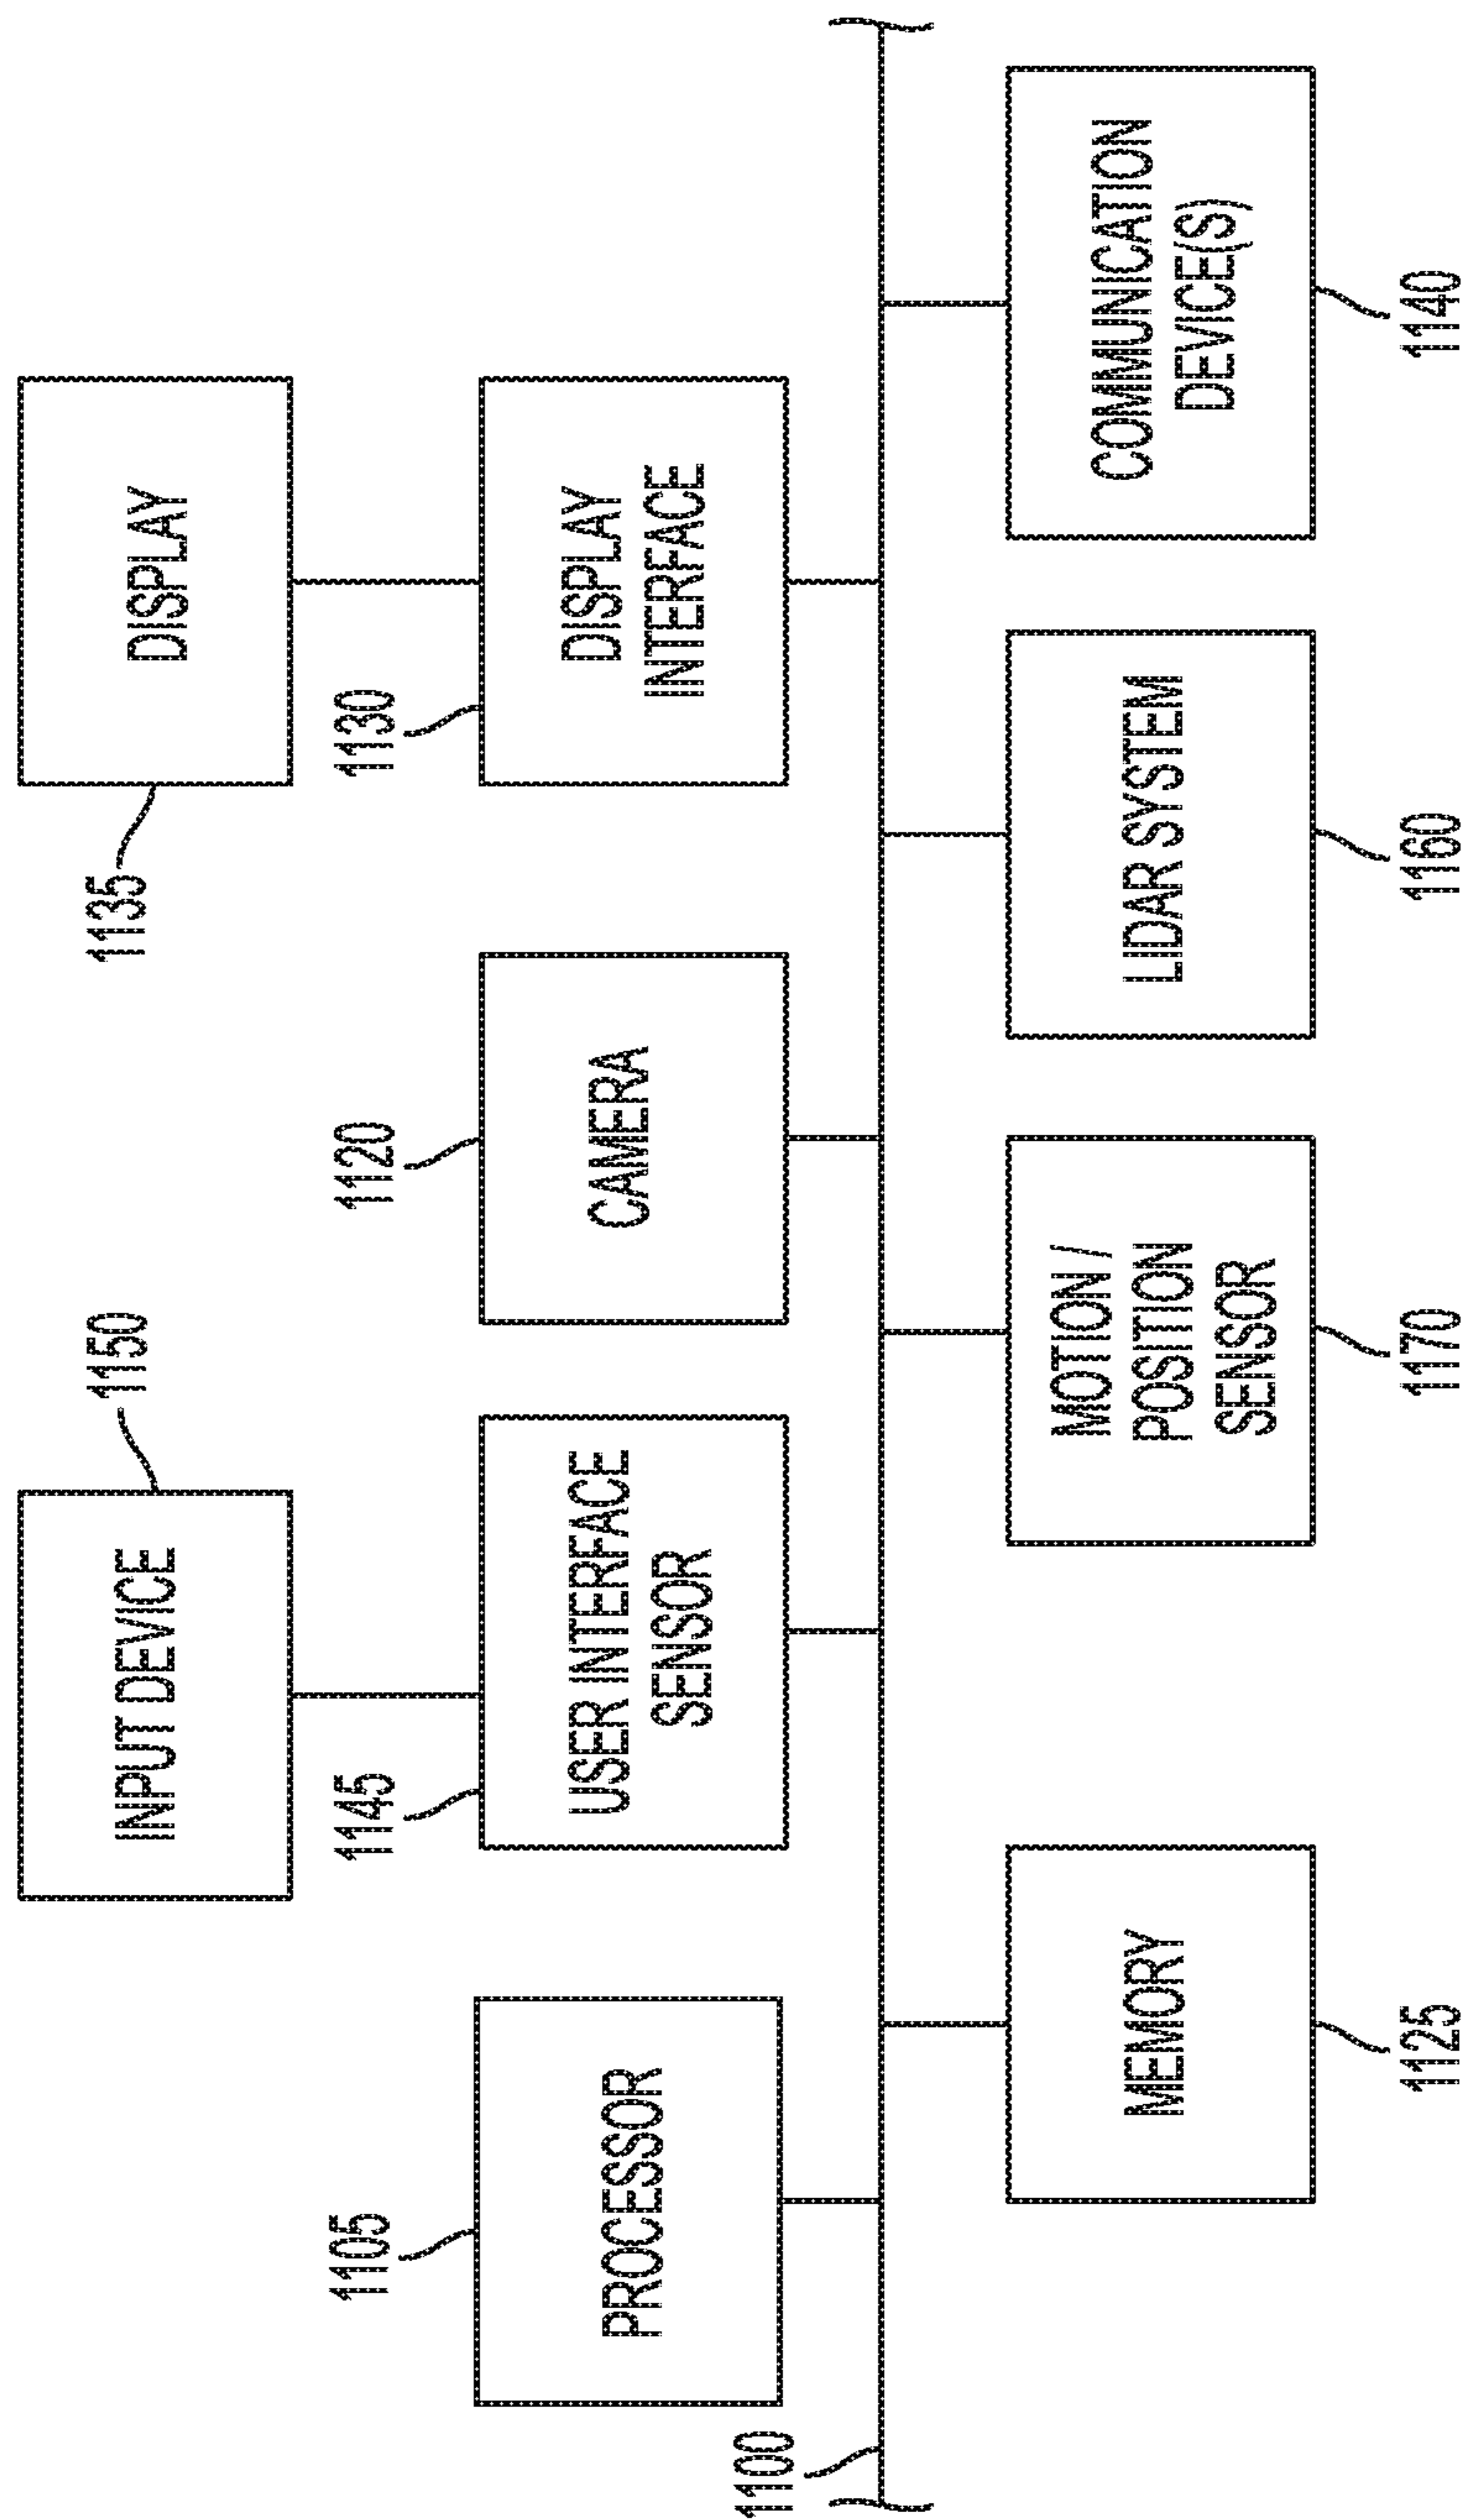 INPUT DEVICE
1150
1135
DISPLAY
1105
1145
1120
1130
PROCESSOR
USER INTERFACE
SENSOR
CAMERA
DISPLAY
INTERFACE
1100
MEMORY
MOTION /
POSITION
SENSOR
LIDAR SYSTEM
COMMUNICATION
DEVICE(S)
1125
1170
1160
1140